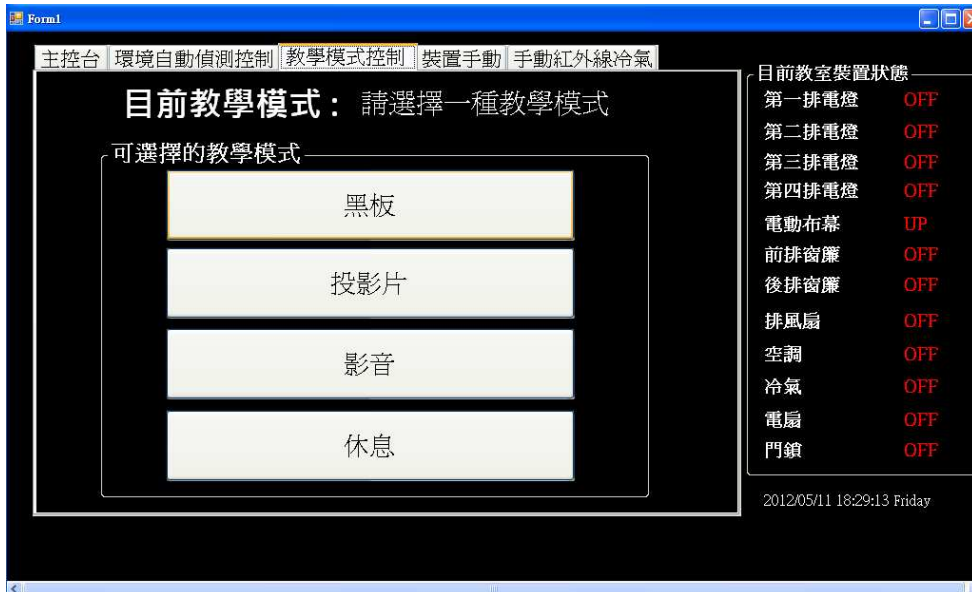 Form1
主控台 環境自動偵測控制 教學模式控制 裝置手動 手動紅外線冷氣
目前教學模式： 請選擇一種教學模式
可選擇的教學模式
黑板
投影片
影音
休息
目前教室裝置狀態
第一排電燈 OFF
第二排電燈 OFF
第三排電燈 OFF
第四排電燈 OFF
電動布幕 UP
前排窗簾 OFF
後排窗簾 OFF
排風扇 OFF
空調 OFF
冷氣 OFF
電扇 OFF
門鎖 OFF
2012/05/11 18:29:13 Friday